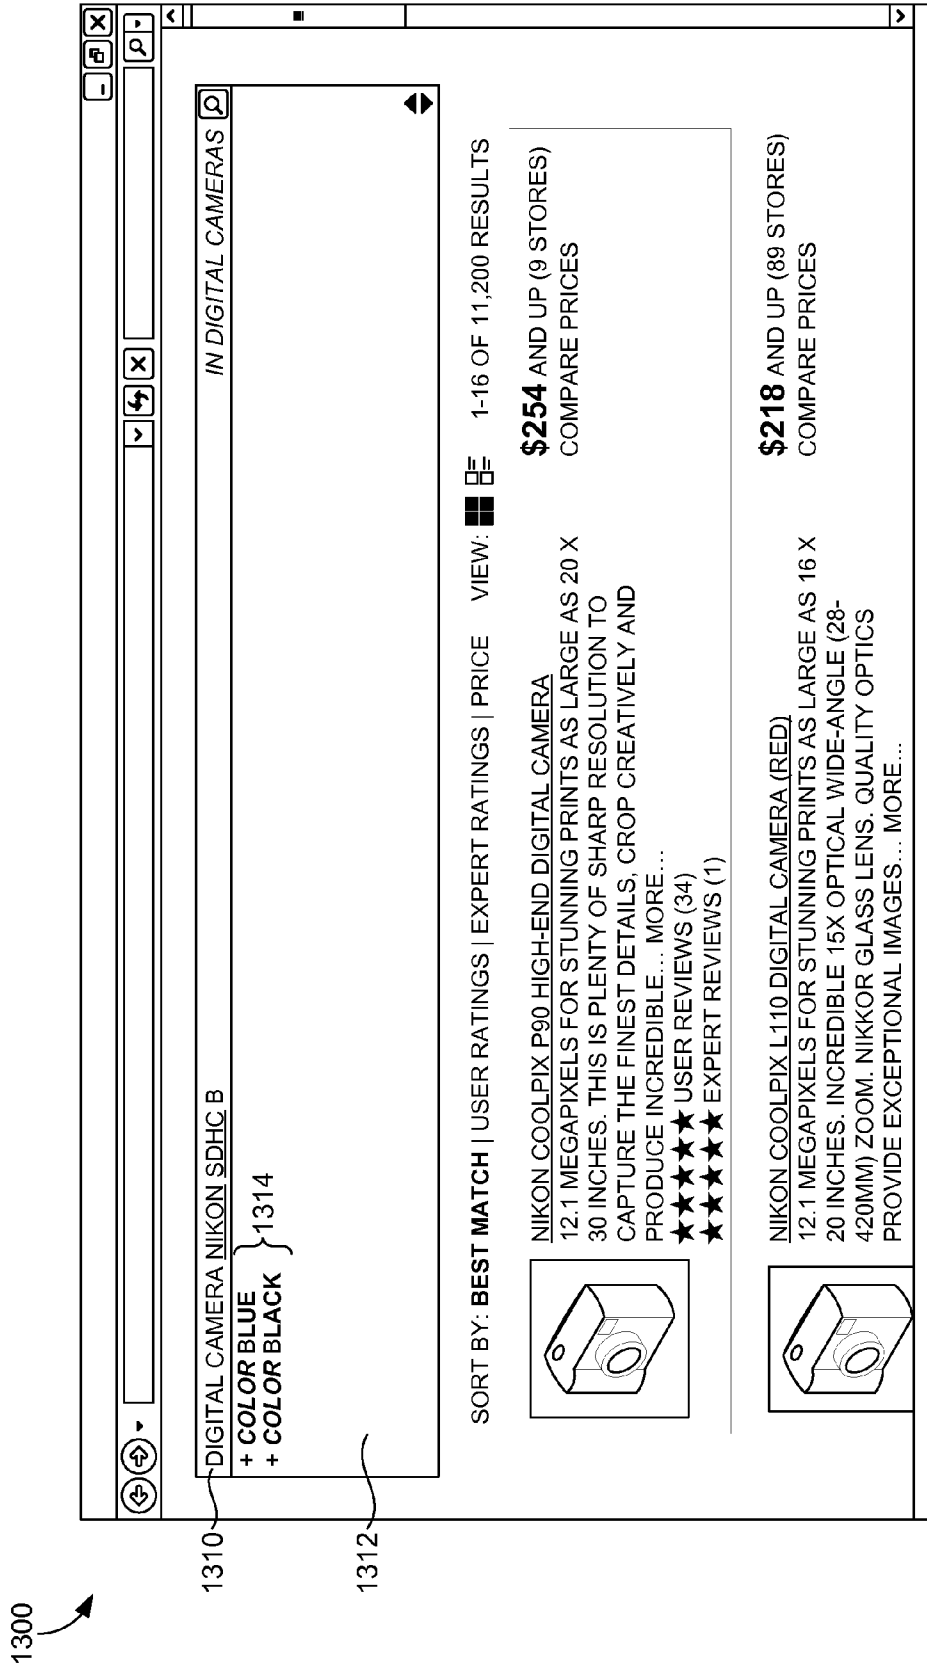 1300
1310
DIGITAL CAMERA NIKON SDHC B
IN DIGITAL CAMERAS
+ COLOR BLUE
+ COLOR BLACK
1314
1312
SORT BY: BEST MATCH | USER RATINGS | EXPERT RATINGS | PRICE VIEW: 1-16 OF 11,200 RESULTS
NIKON COOLPIX P90 HIGH-END DIGITAL CAMERA
12.1 MEGAPIXELS FOR STUNNING PRINTS AS LARGE AS 20 X
30 INCHES. THIS IS PLENTY OF SHARP RESOLUTION TO
CAPTURE THE FINEST DETAILS, CROP CREATIVELY AND
PRODUCE INCREDIBLE... MORE...
★★★★★ USER REVIEWS (34)
★★★★★ EXPERT REVIEWS (1)
$254 AND UP (9 STORES)
COMPARE PRICES
NIKON COOLPIX L110 DIGITAL CAMERA (RED)
12.1 MEGAPIXELS FOR STUNNING PRINTS AS LARGE AS 16 X
20 INCHES. INCREDIBLE 15X OPTICAL WIDE-ANGLE (28-
420MM) ZOOM. NIKKOR GLASS LENS. QUALITY OPTICS
PROVIDE EXCEPTIONAL IMAGES... MORE...
$218 AND UP (89 STORES)
COMPARE PRICES